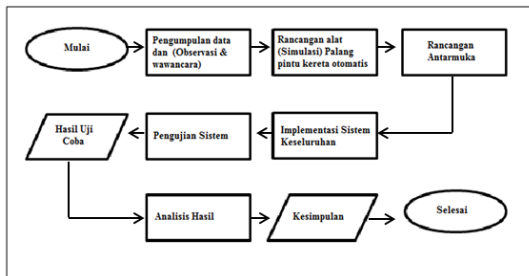 Mulai
Pengumpulan data
dan (Observasi &
wawancara)
Rancangan alat
(Simulasi) Palang
pintu kereta otomatis
Rancangan
Antarmuka
Hasil Uji
Coba
Pengujian Sistem
Implementasi Sistem
Keseluruhan
Analisis Hasil
Kesimpulan
Selesai